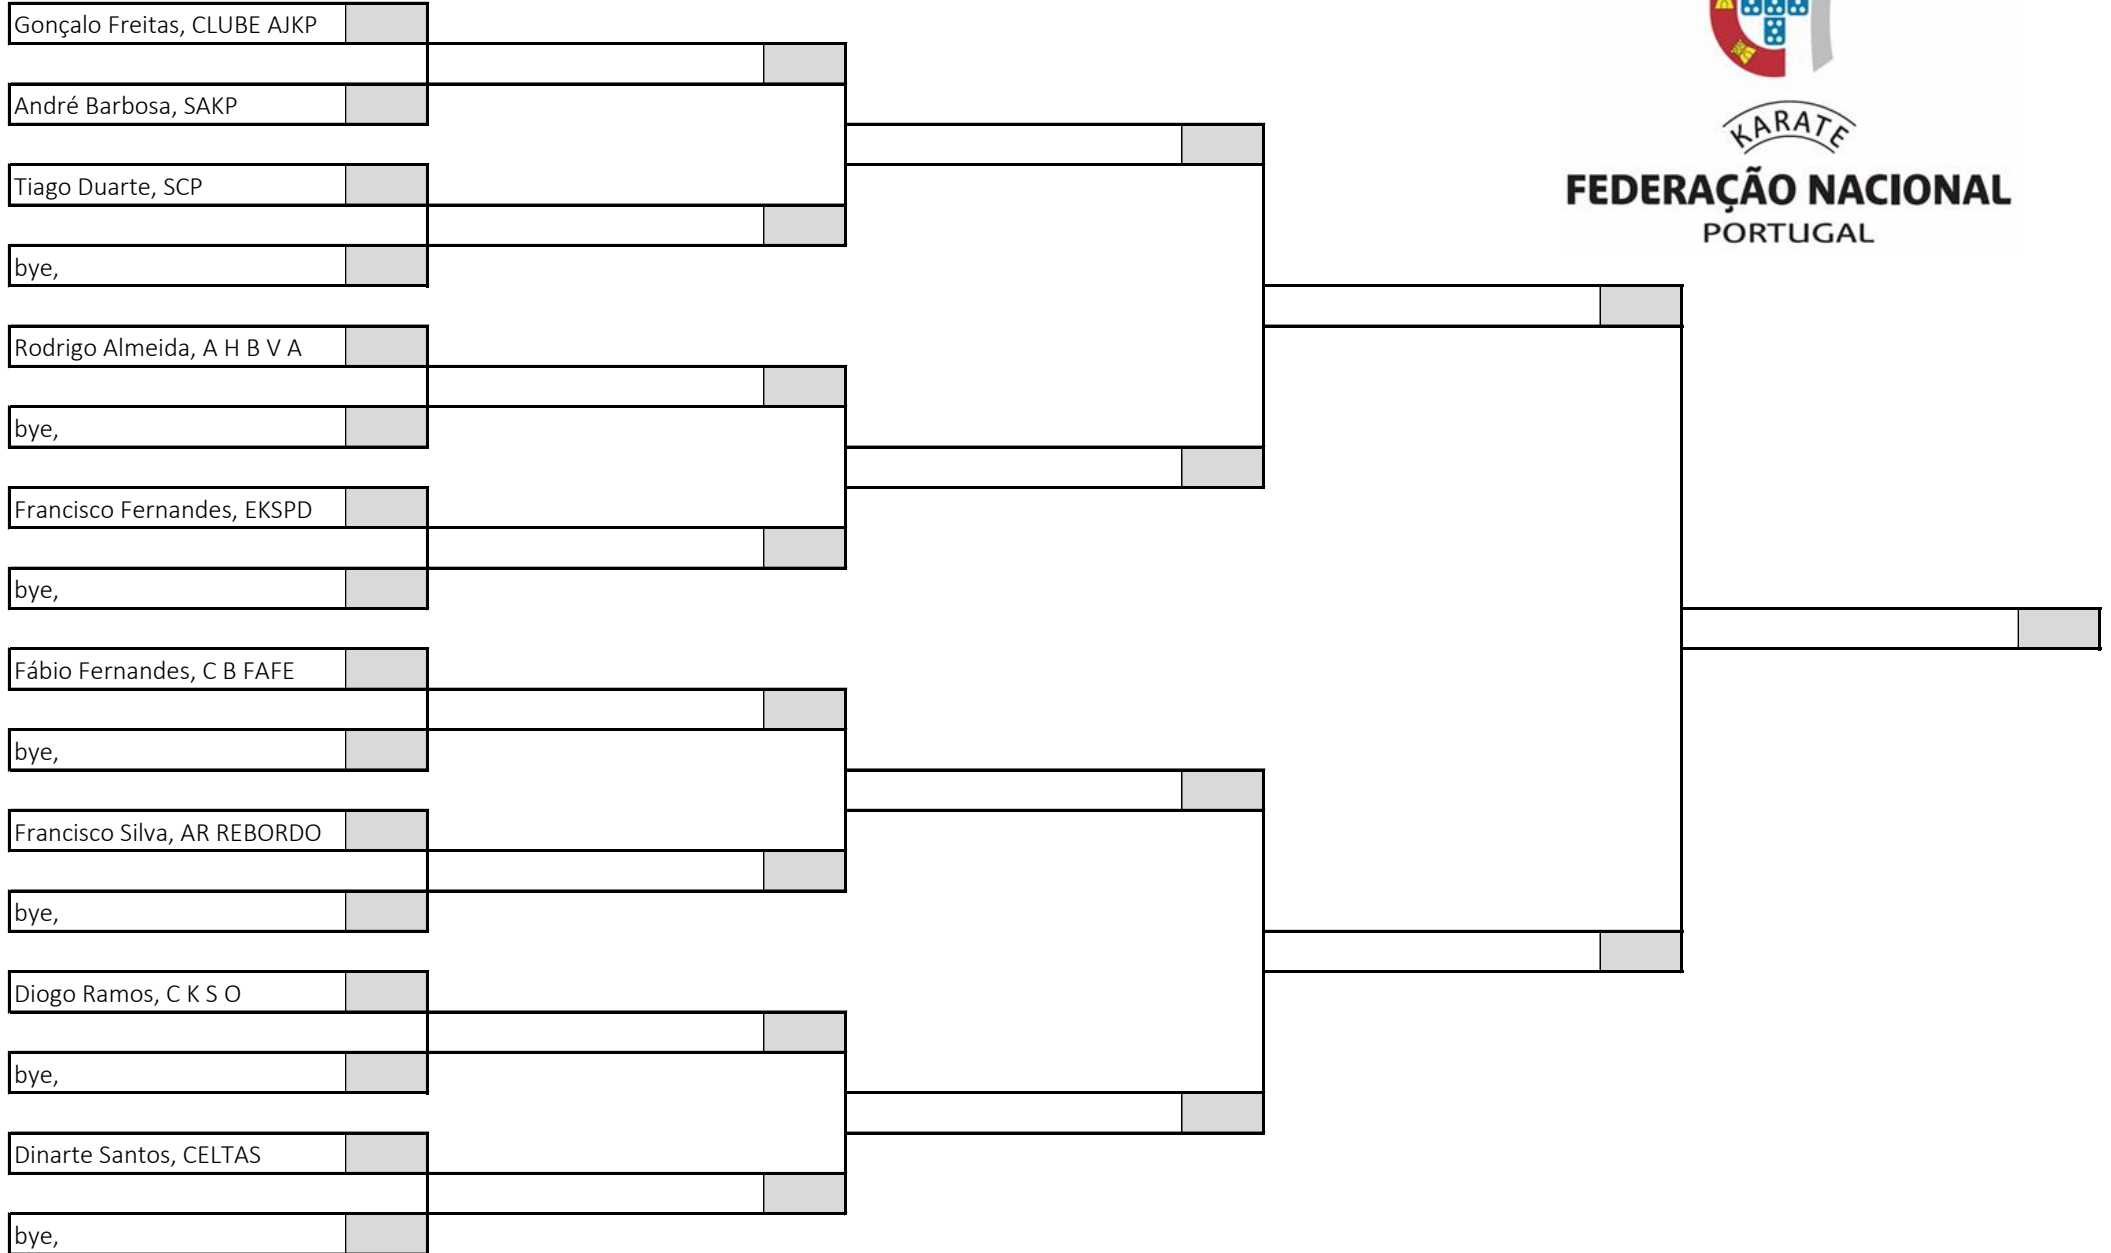 Gonçalo Freitas, CLUBE AJKP
André Barbosa, SAKP
Tiago Duarte, SCP
bye,
Rodrigo Almeida, A H B V A
bye,
Francisco Fernandes, EKSPD
bye,
Fábio Fernandes, C B FAFE
bye,
Francisco Silva, AR REBORDO
bye,
Diogo Ramos, C K S O
bye,
Dinarte Santos, CELTAS
bye,
KARATE
FEDERAÇÃO NACIONAL
PORTUGAL